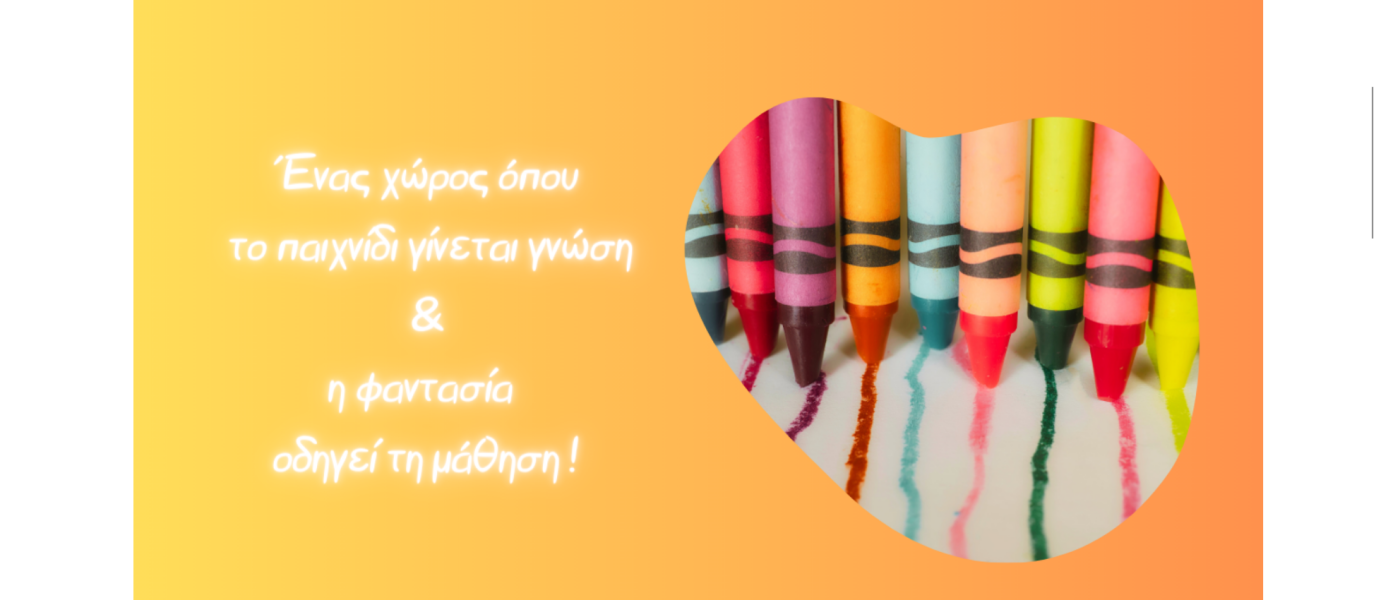 Ένας χώρος όπου
το παιχνίδι γίνεται γνώση
&
η φαντασία
οδηγεί τη μάθηση !